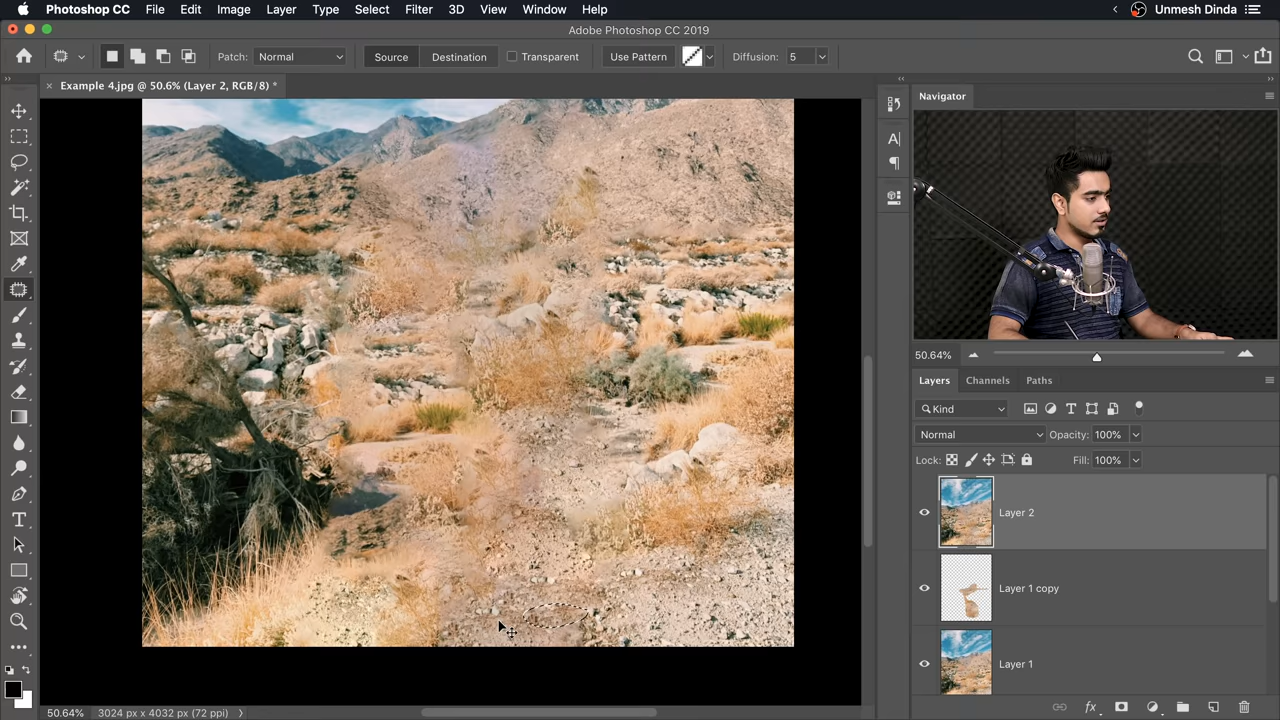 Photoshop CC File Edit Image Layer Type Select Filter 3D View Window Help Unmesh Dinda
Adobe Photoshop CC 2019
Patch: Normal Source Destination Transparent Use Pattern Diffusion: 5
× Example 4.jpg @ 50.6% (Layer 2, RGB/8) *
Navigator
50.64%
Layers Channels Paths
Kind
Normal Opacity: 100%
Lock: Fill: 100%
Layer 2
Layer 1 copy
Layer 1
50.64% 3024 px x 4032 px (72 ppi)